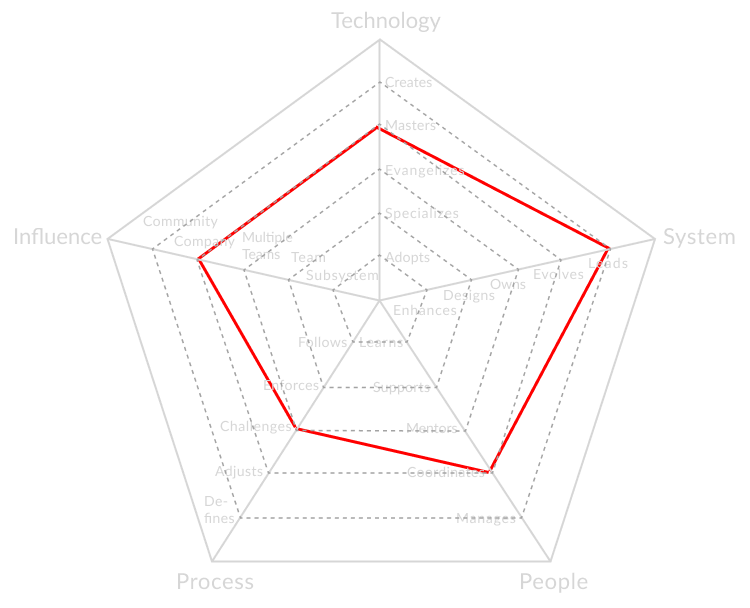 Technology
Creates
Masters
Evangelizes
Specializes
Adopts
Influence
Community
Company
Multiple
Teams
Team
Subsystem
System
Leads
Evolves
Owns
Designs
Enhances
Follows
Learns
Enforces
Supports
Challenges
Mentors
Adjusts
Coordinates
De-
fines
Manages
Process
People